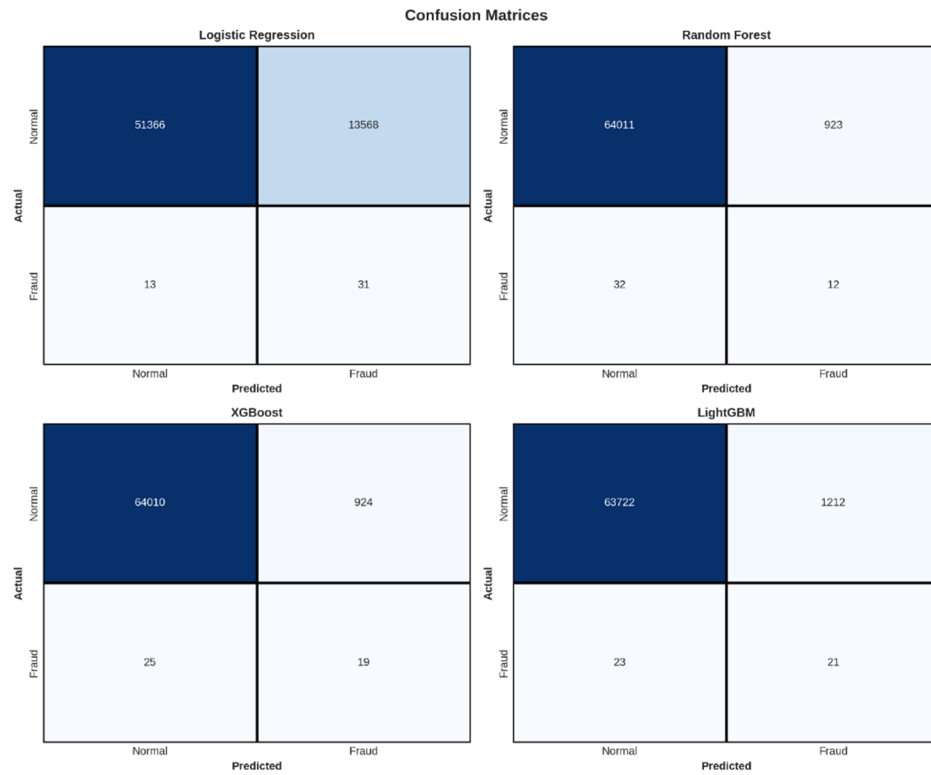 Confusion Matrices
Logistic Regression
Normal
51366
13568
Actual
Fraud
13
31
Normal
Fraud
Predicted
Random Forest
Normal
64011
923
Actual
Fraud
32
12
Normal
Fraud
Predicted
XGBoost
Normal
64010
924
Actual
Fraud
25
19
Normal
Fraud
Predicted
LightGBM
Normal
63722
1212
Actual
Fraud
23
21
Normal
Fraud
Predicted